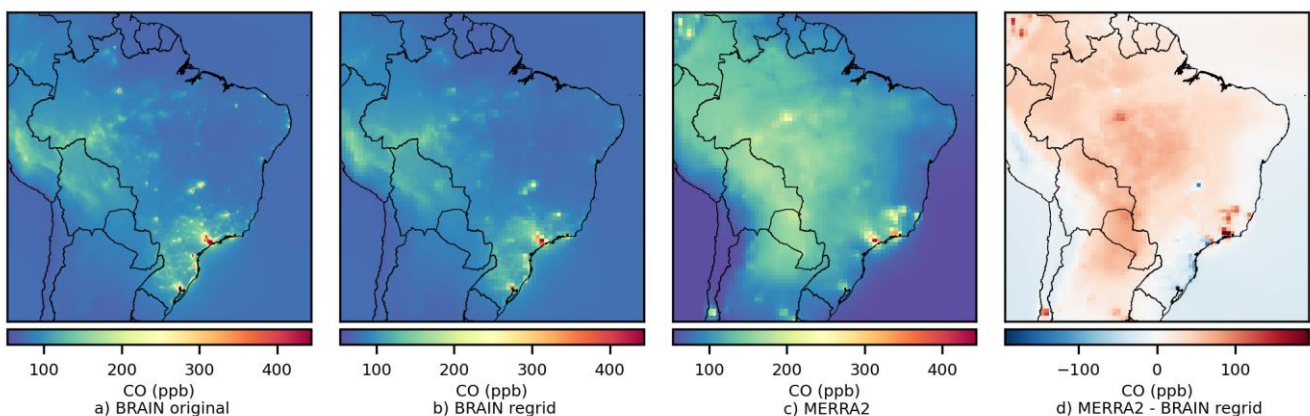 100 200 300 400
CO (ppb)
a) BRAIN original
100 200 300 400
CO (ppb)
b) BRAIN regrid
100 200 300 400
CO (ppb)
c) MERRA2
−100 0 100
CO (ppb)
d) MERRA2 - BRAIN regrid